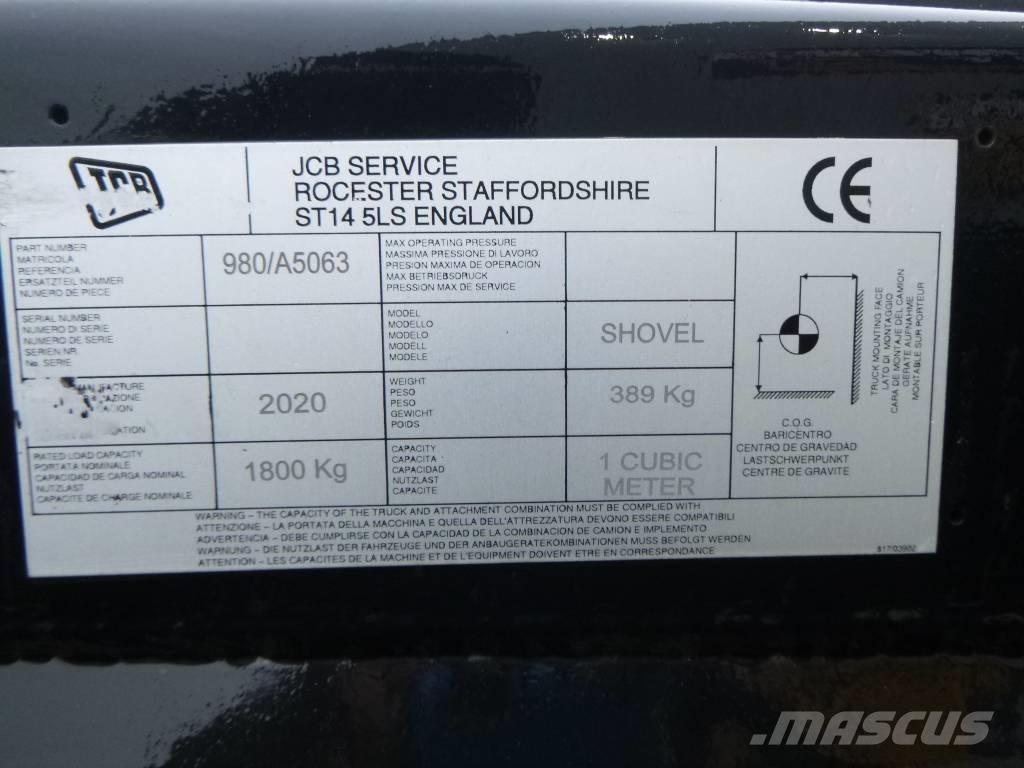 JCB
JCB SERVICE
ROCESTER STAFFORDSHIRE
ST14 5LS ENGLAND
CE
PART NUMBER
MATRICOLA
REFERENCIA
ERSATZTEIL NUMMER
NUMERO DE PIECE
980/A5063
MAX OPERATING PRESSURE
MASSIMA PRESSIONE DI LAVORO
PRESION MAXIMA DE OPERACION
MAX BETRIEBSDRUCK
PRESSION MAX DE SERVICE
SERIAL NUMBER
NUMERO DI SERIE
NUMERO DE SERIE
SERIEN NR.
No. SERIE
MODEL
MODELLO
MODELO
MODELL
MODELE
SHOVEL
2020
WEIGHT
PESO
PESO
GEWICHT
POIDS
389 Kg
RATED LOAD CAPACITY
PORTATA NOMINALE
CAPACIDAD DE CARGA NOMINAL
NUTZLAST
CAPACITE DE CHARGE NOMINALE
1800 Kg
CAPACITY
CAPACITA
CAPACIDAD
NUTZLAST
CAPACITE
1 CUBIC
METER
TRUCK MOUNTING FACE
LATO DI MONTAGGIO
CARA DE MONTAJE DEL CAMION
GERATE AUFNAHME
MONTABLE SUR PORTEUR
C.O.G.
BARICENTRO
CENTRO DE GRAVEDAD
LASTSCHWERPUNKT
CENTRE DE GRAVITE
WARNING – THE CAPACITY OF THE TRUCK AND ATTACHMENT COMBINATION MUST BE COMPLIED WITH
ATTENZIONE – LA PORTATA DELLA MACCHINA E QUELLA DELL'ATTREZZATURA DEVONO ESSERE COMPATIBILI
ADVERTENCIA – DEBE CUMPLIRSE CON LA CAPACIDAD DE LA COMBINACION DE CAMION E IMPLEMENTO
WARNUNG – DIE NUTZLAST DER FAHRZEUGE UND DER ANBAUGERATEKOMBINATIONEN MUSS BEFOLGT WERDEN
ATTENTION – LES CAPACITES DE LA MACHINE ET DE L'EQUIPEMENT DOIVENT ETRE EN CORRESPONDANCE
817/03902
MASCUS